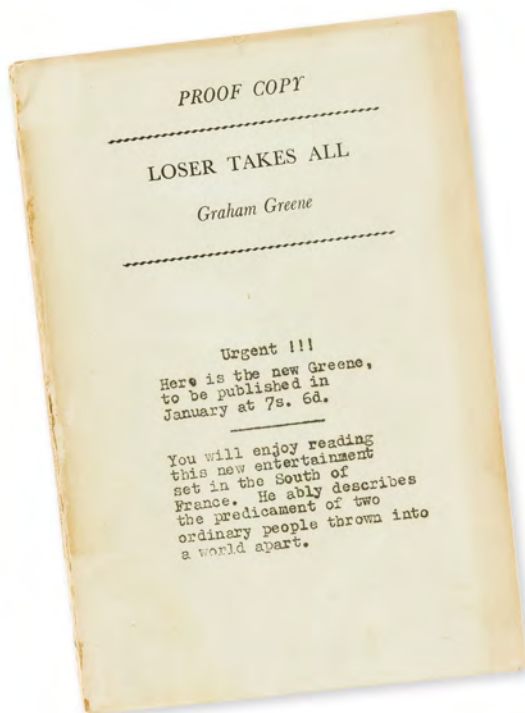 PROOF COPY
LOSER TAKES ALL
Graham Greene
Urgent !!!
Here is the new Greene,
to be published in
January at 7s. 6d.
You will enjoy reading
this new entertainment
set in the South of
France. He ably describes
the predicament of two
ordinary people thrown into
a world apart.